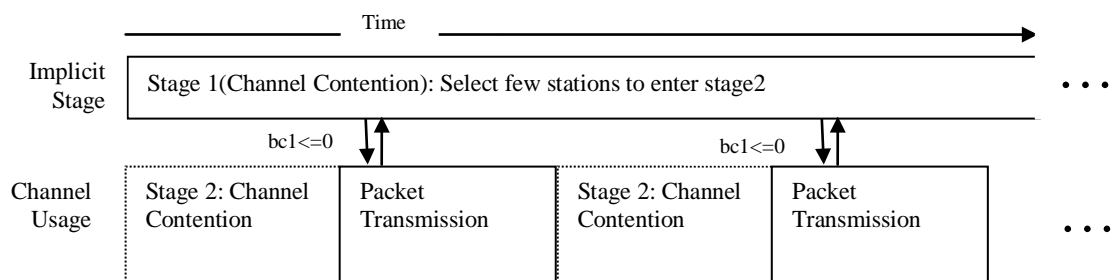 Time
Implicit
Stage
Stage 1(Channel Contention): Select few stations to enter stage2
• • •
bc1<=0
bc1<=0
Channel
Usage
Stage 2: Channel
Contention
Packet
Transmission
Stage 2: Channel
Contention
Packet
Transmission
• • •